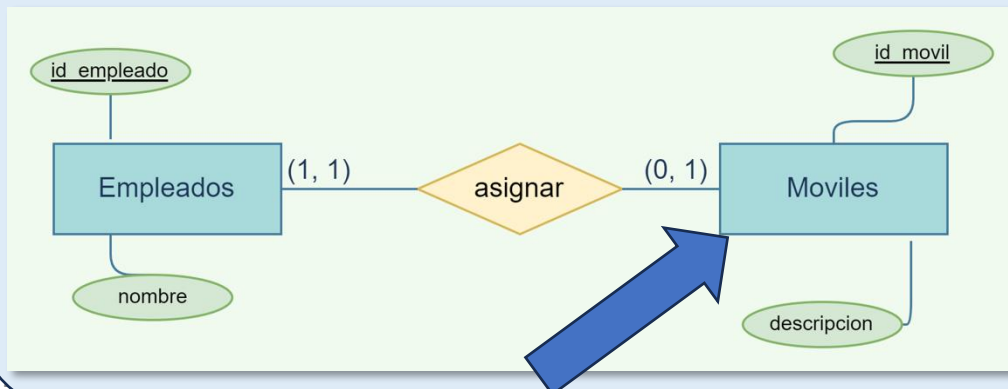 id_empleado
id_movil
Empleados
(1, 1)
asignar
(0, 1)
Moviles
nombre
descripcion